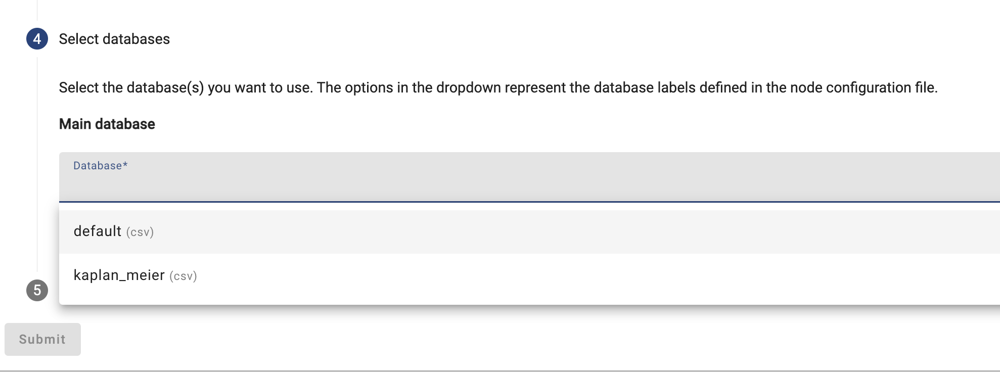 4 Select databases
Select the database(s) you want to use. The options in the dropdown represent the database labels defined in the node configuration file.
Main database
Database*
default (csv)
kaplan_meier (csv)
5
Submit